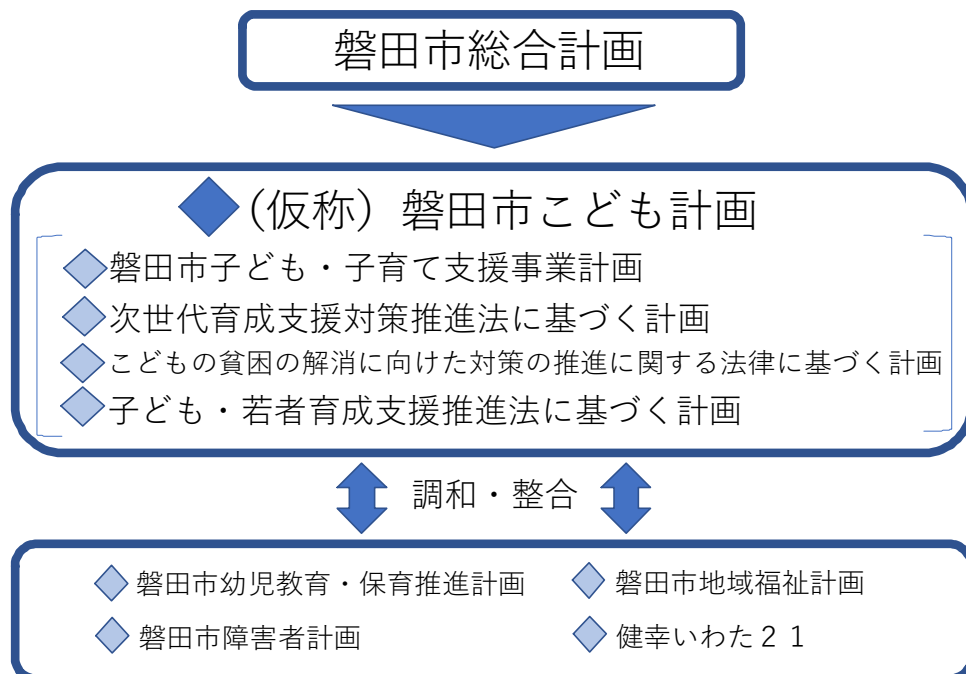 磐田市総合計画
(仮称）磐田市こども計画
磐田市子ども・子育て支援事業計画
次世代育成支援対策推進法に基づく計画
こどもの貧困の解消に向けた対策の推進に関する法律に基づく計画
子ども・若者育成支援推進法に基づく計画
調和・整合
磐田市幼児教育・保育推進計画
磐田市地域福祉計画
磐田市障害者計画
健幸いわた２１